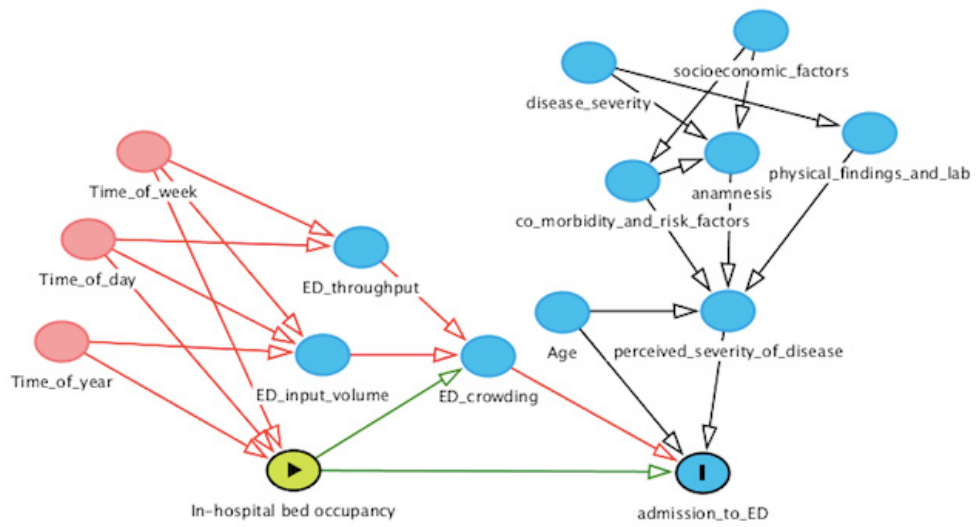 socioeconomic_factors
disease_severity
physical_findings_and_lab
Time_of_week
anamnesis
co_morbidity_and_risk_factors
Time_of_day
ED_throughput
Age
perceived_severity_of_disease
Time_of_year
ED_input_volume
ED_crowding
In-hospital bed occupancy
admission_to_ED